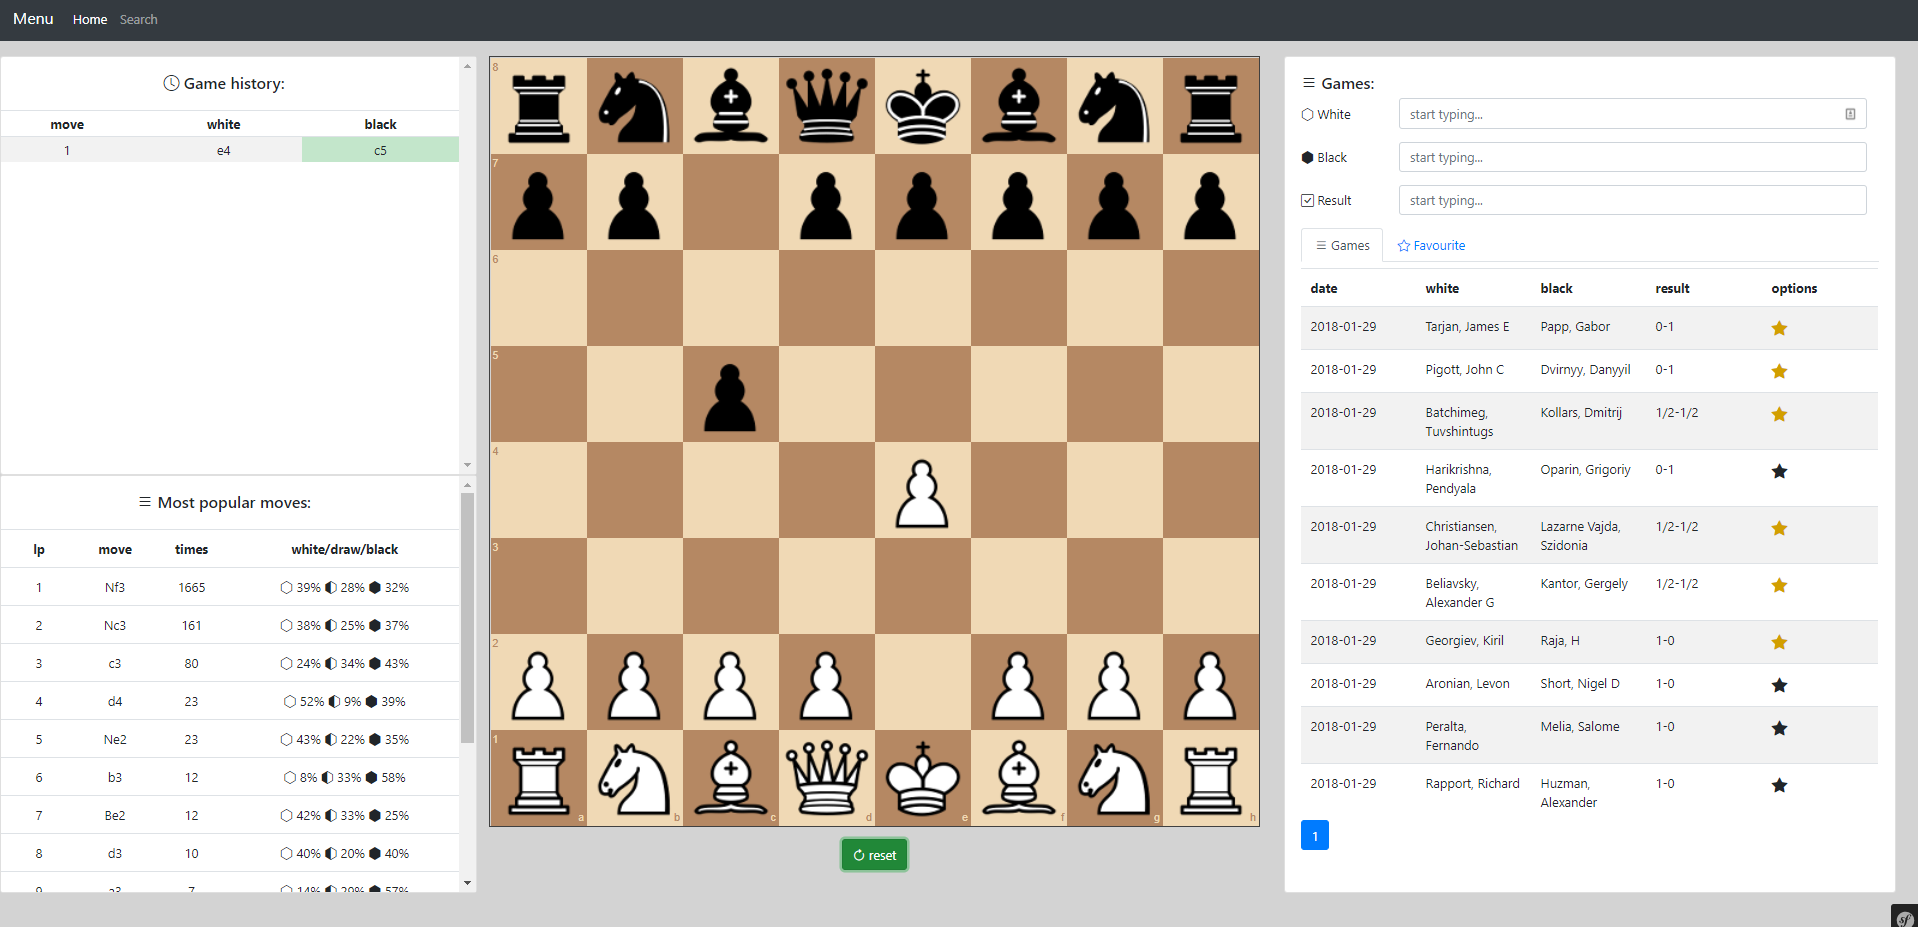 Menu Home Search
Game history:
move white black
1 e4 c5
Most popular moves:
lp move times white/draw/black
1 Nf3 1665 39% 28% 32%
2 Nc3 161 38% 25% 37%
3 c3 80 24% 34% 43%
4 d4 23 52% 9% 39%
5 Ne2 23 43% 22% 35%
6 b3 12 8% 33% 58%
7 Be2 12 42% 33% 25%
8 d3 10 40% 20% 40%
8
7
6
5
4
3
2
1
a b c d e f g h
reset
Games:
White start typing...
Black start typing...
Result start typing...
Games Favourite
date white black result options
2018-01-29 Tarjan, James E Papp, Gabor 0-1
2018-01-29 Pigott, John C Dvirnyy, Danyyil 0-1
2018-01-29 Batchimeg, Kollars, Dmitrij 1/2-1/2
Tuvshintugs
2018-01-29 Harikrishna, Oparin, Grigoriy 0-1
Pendyala
2018-01-29 Christiansen, Lazarne Vajda, 1/2-1/2
Johan-Sebastian Szidonia
2018-01-29 Beliavsky, Kantor, Gergely 1/2-1/2
Alexander G
2018-01-29 Georgiev, Kiril Raja, H 1-0
2018-01-29 Aronian, Levon Short, Nigel D 1-0
2018-01-29 Peralta, Melia, Salome 1-0
Fernando
2018-01-29 Rapport, Richard Huzman, 1-0
Alexander
1
sf